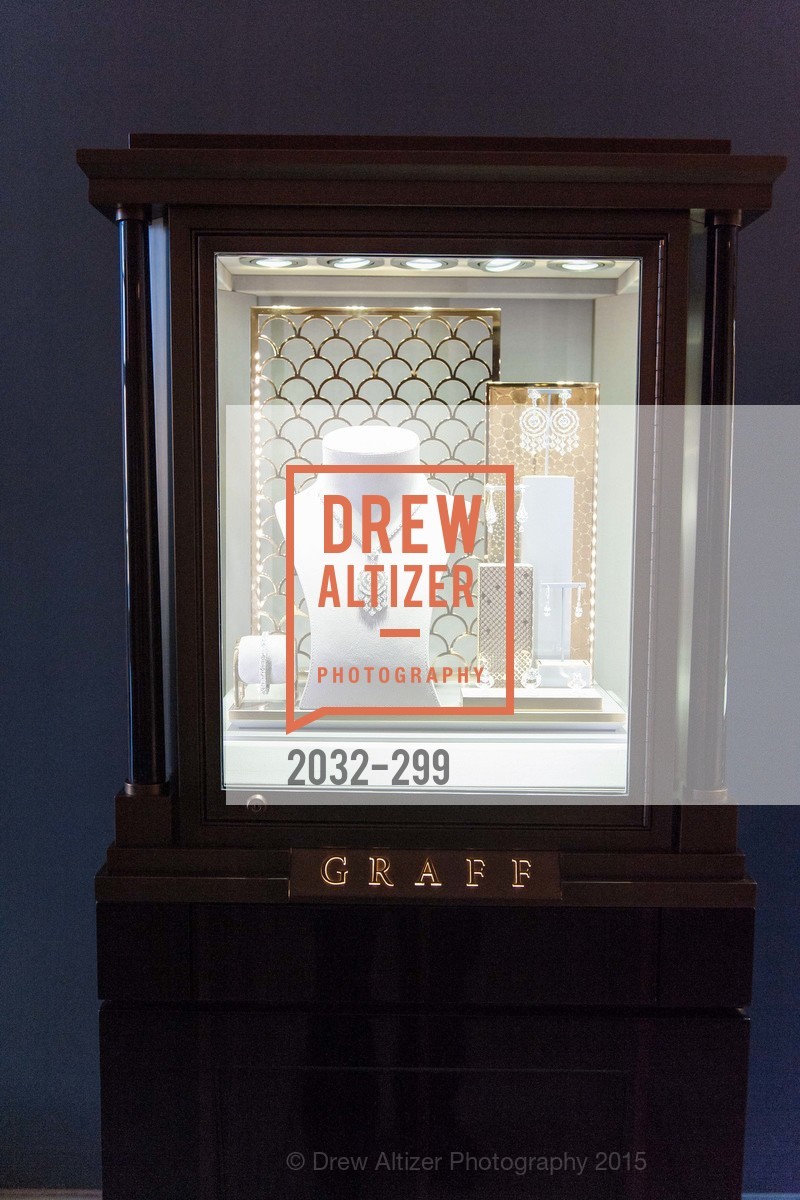 DREW
ALTIZER
PHOTOGRAPHY
2032-299
GRAFF
© Drew Altizer Photography 2015